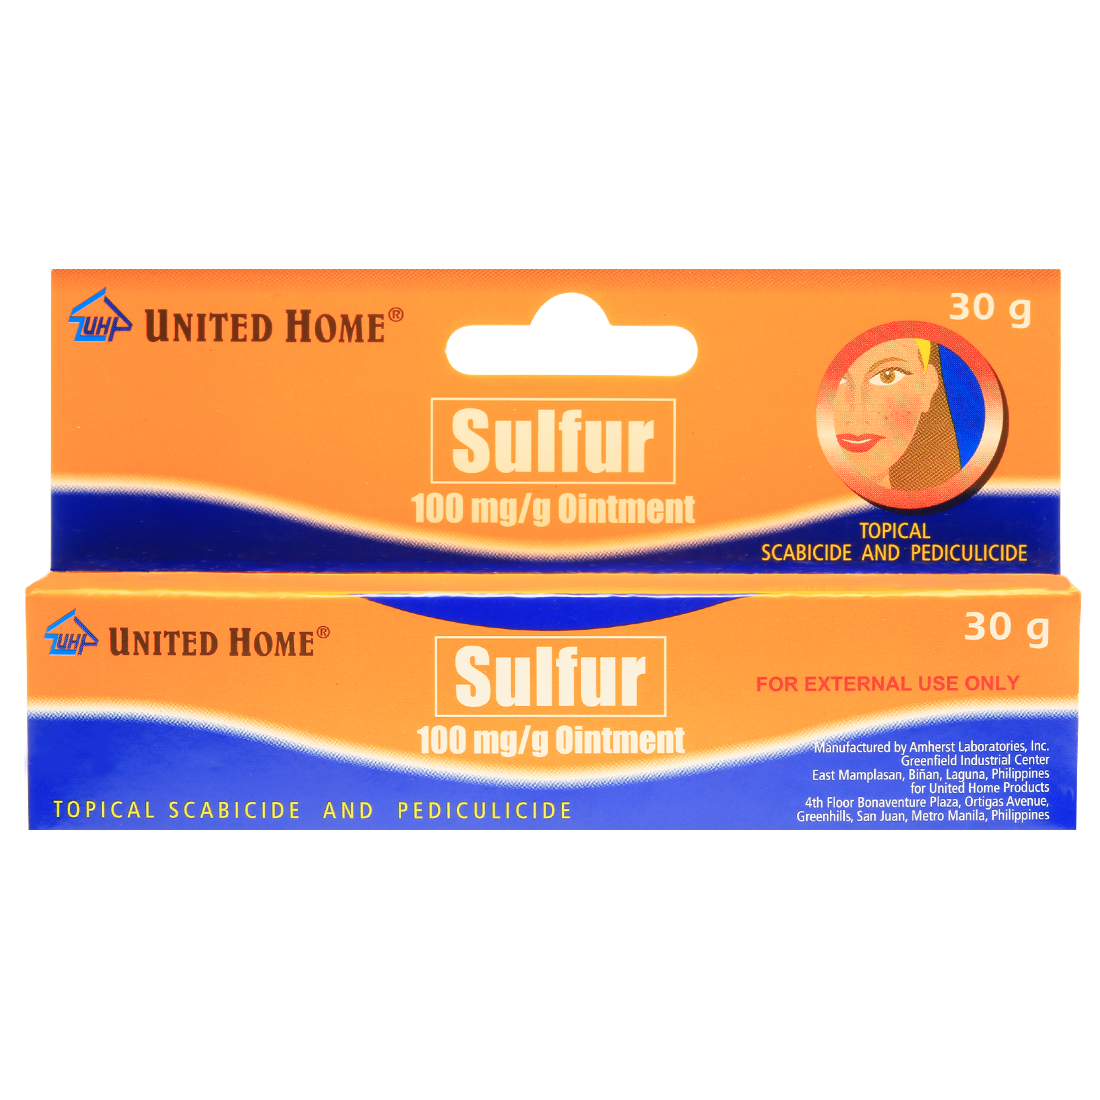 UHP UNITED HOME®
30 g
Sulfur
100 mg/g Ointment
TOPICAL
SCABICIDE AND PEDICULICIDE
UHP UNITED HOME®
30 g
Sulfur
100 mg/g Ointment
FOR EXTERNAL USE ONLY
Manufactured by Amherst Laboratories, Inc.
Greenfield Industrial Center
East Mamplasan, Biñan, Laguna, Philippines
for United Home Products
4th Floor Bonaventure Plaza, Ortigas Avenue,
Greenhills, San Juan, Metro Manila, Philippines
TOPICAL SCABICIDE AND PEDICULICIDE